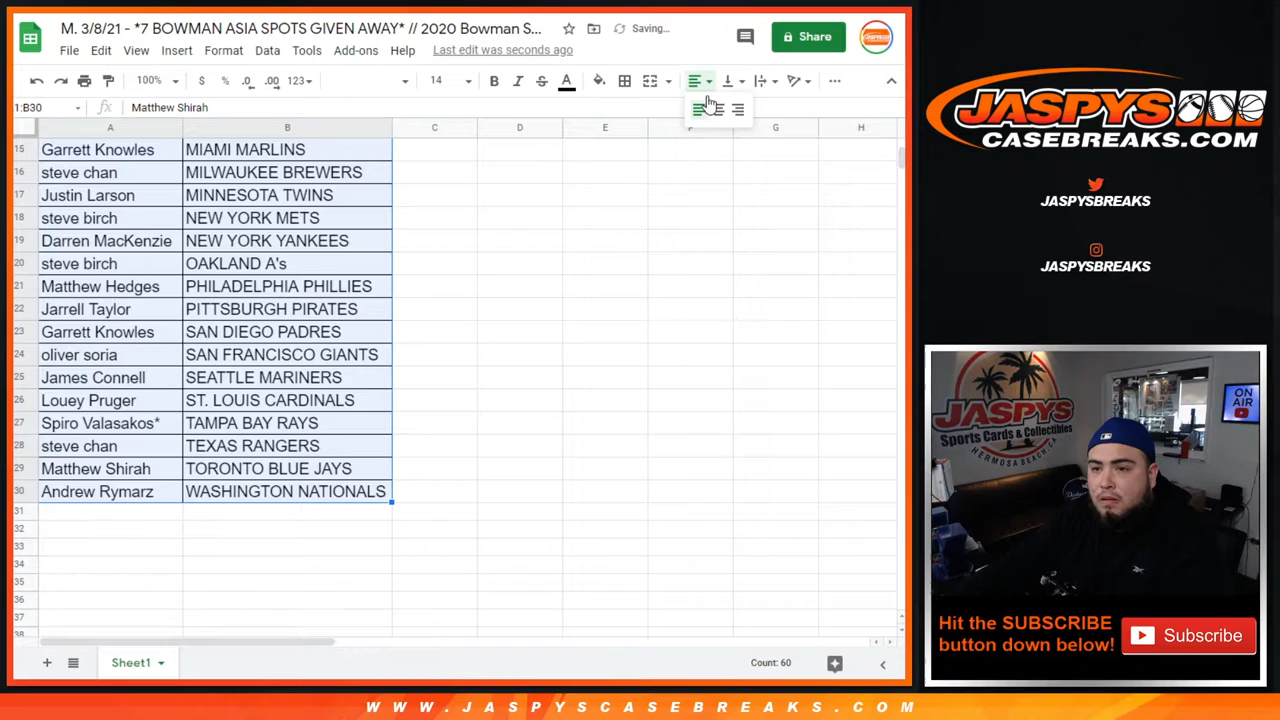 M. 3/8/21 - *7 BOWMAN ASIA SPOTS GIVEN AWAY* // 2020 Bowman S...
Saving...
Share
File Edit View Insert Format Data Tools Add-ons Help Last edit was seconds ago
100% $ % .0 .00 123 14 B I S A
1:B30 fx Matthew Shirah
A B C D E F G H
15 Garrett Knowles MIAMI MARLINS
16 steve chan MILWAUKEE BREWERS
17 Justin Larson MINNESOTA TWINS
18 steve birch NEW YORK METS
19 Darren MacKenzie NEW YORK YANKEES
20 steve birch OAKLAND A's
21 Matthew Hedges PHILADELPHIA PHILLIES
22 Jarrell Taylor PITTSBURGH PIRATES
23 Garrett Knowles SAN DIEGO PADRES
24 oliver soria SAN FRANCISCO GIANTS
25 James Connell SEATTLE MARINERS
26 Louey Pruger ST. LOUIS CARDINALS
27 Spiro Valasakos* TAMPA BAY RAYS
28 steve chan TEXAS RANGERS
29 Matthew Shirah TORONTO BLUE JAYS
30 Andrew Rymarz WASHINGTON NATIONALS
31
32
33
34
35
36
37
38
Sheet1
Count: 60
JASPYS
CASEBREAKS.COM
JASPYSBREAKS
JASPYSBREAKS
JASPYS
Sports Cards & Collectibles
HERMOSA BEACH, CA
ON AIR
Hit the SUBSCRIBE
button down below!
Subscribe
WWW.JASPYSCASEBREAKS.COM